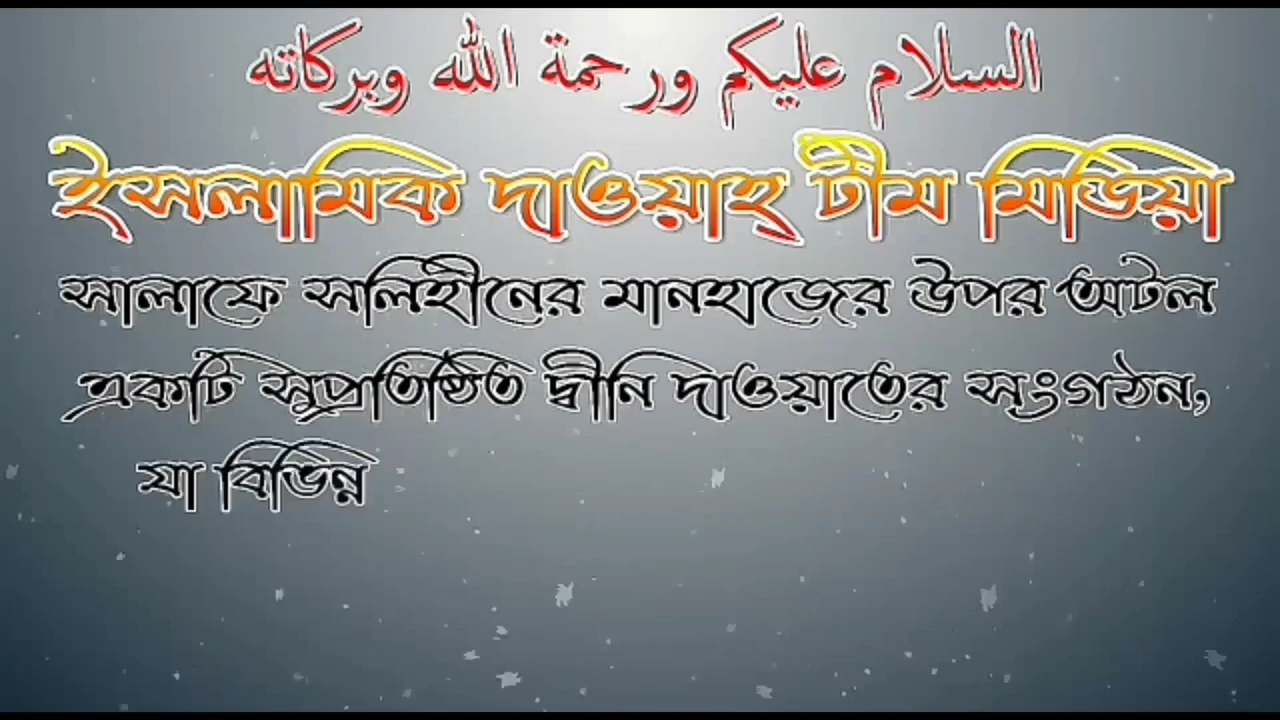 السلام عليكم ورحمة الله وبركاته
ইসলামিক দাওয়াহ্ টীম মিডিয়া
সালাফে সলিহীনের মানহাজের উপর অটল
একটি সুপ্রতিষ্ঠিত দ্বীনি দাওয়াতের সংগঠন,
যা বিভিন্ন